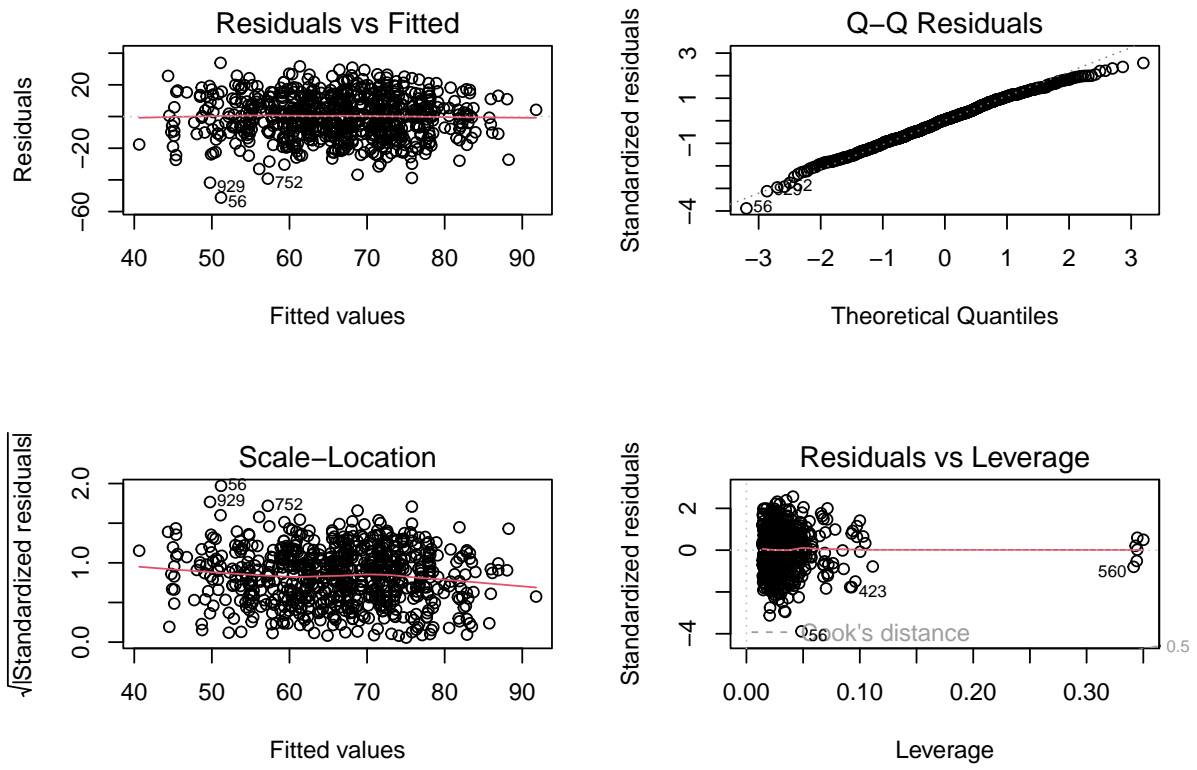 Residuals vs Fitted
Residuals
20
−20
−60
929
752
56
40 50 60 70 80 90
Fitted values
Q−Q Residuals
Standardized residuals
3
1
−1
−4
56
−3 −2 −1 0 1 2 3
Theoretical Quantiles
Scale−Location
√|Standardized residuals|
2.0
1.0
0.0
56
929
752
40 50 60 70 80 90
Fitted values
Residuals vs Leverage
Standardized residuals
2
0
−4
560
423
56
Cook's distance
0.5
0.00 0.10 0.20 0.30
Leverage